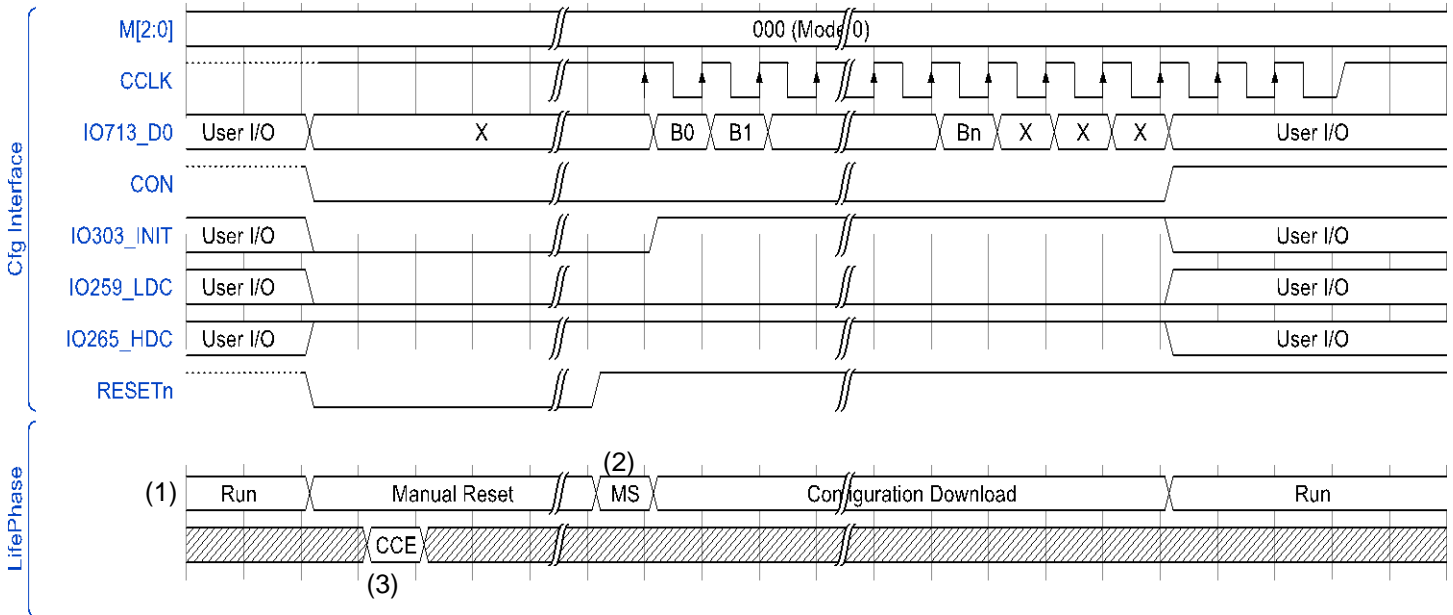 Cfg Interface
M[2:0] 000 (Mode 0)
CCLK
IO713_D0 User I/O X B0 B1 Bn X X X User I/O
CON
IO303_INIT User I/O User I/O
IO259_LDC User I/O User I/O
IO265_HDC User I/O User I/O
RESETn
LifePhase
(2)
(1) Run Manual Reset MS Configuration Download Run
CCE
(3)